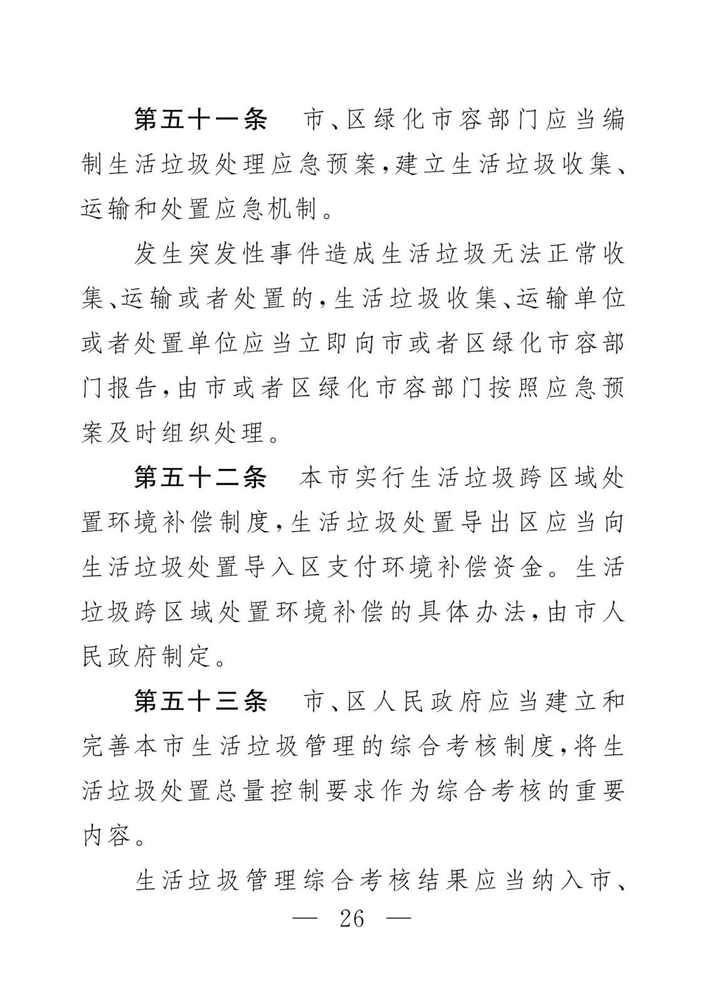 第五十一条　市、区绿化市容部门应当编
制生活垃圾处理应急预案,建立生活垃圾收集、
运输和处置应急机制。
发生突发性事件造成生活垃圾无法正常收
集、运输或者处置的,生活垃圾收集、运输单位
或者处置单位应当立即向市或者区绿化市容部
门报告,由市或者区绿化市容部门按照应急预
案及时组织处理。
第五十二条　本市实行生活垃圾跨区域处
置环境补偿制度,生活垃圾处置导出区应当向
生活垃圾处置导入区支付环境补偿资金。生活
垃圾跨区域处置环境补偿的具体办法,由市人
民政府制定。
第五十三条　市、区人民政府应当建立和
完善本市生活垃圾管理的综合考核制度,将生
活垃圾处置总量控制要求作为综合考核的重要
内容。
生活垃圾管理综合考核结果应当纳入市、
— 26 —